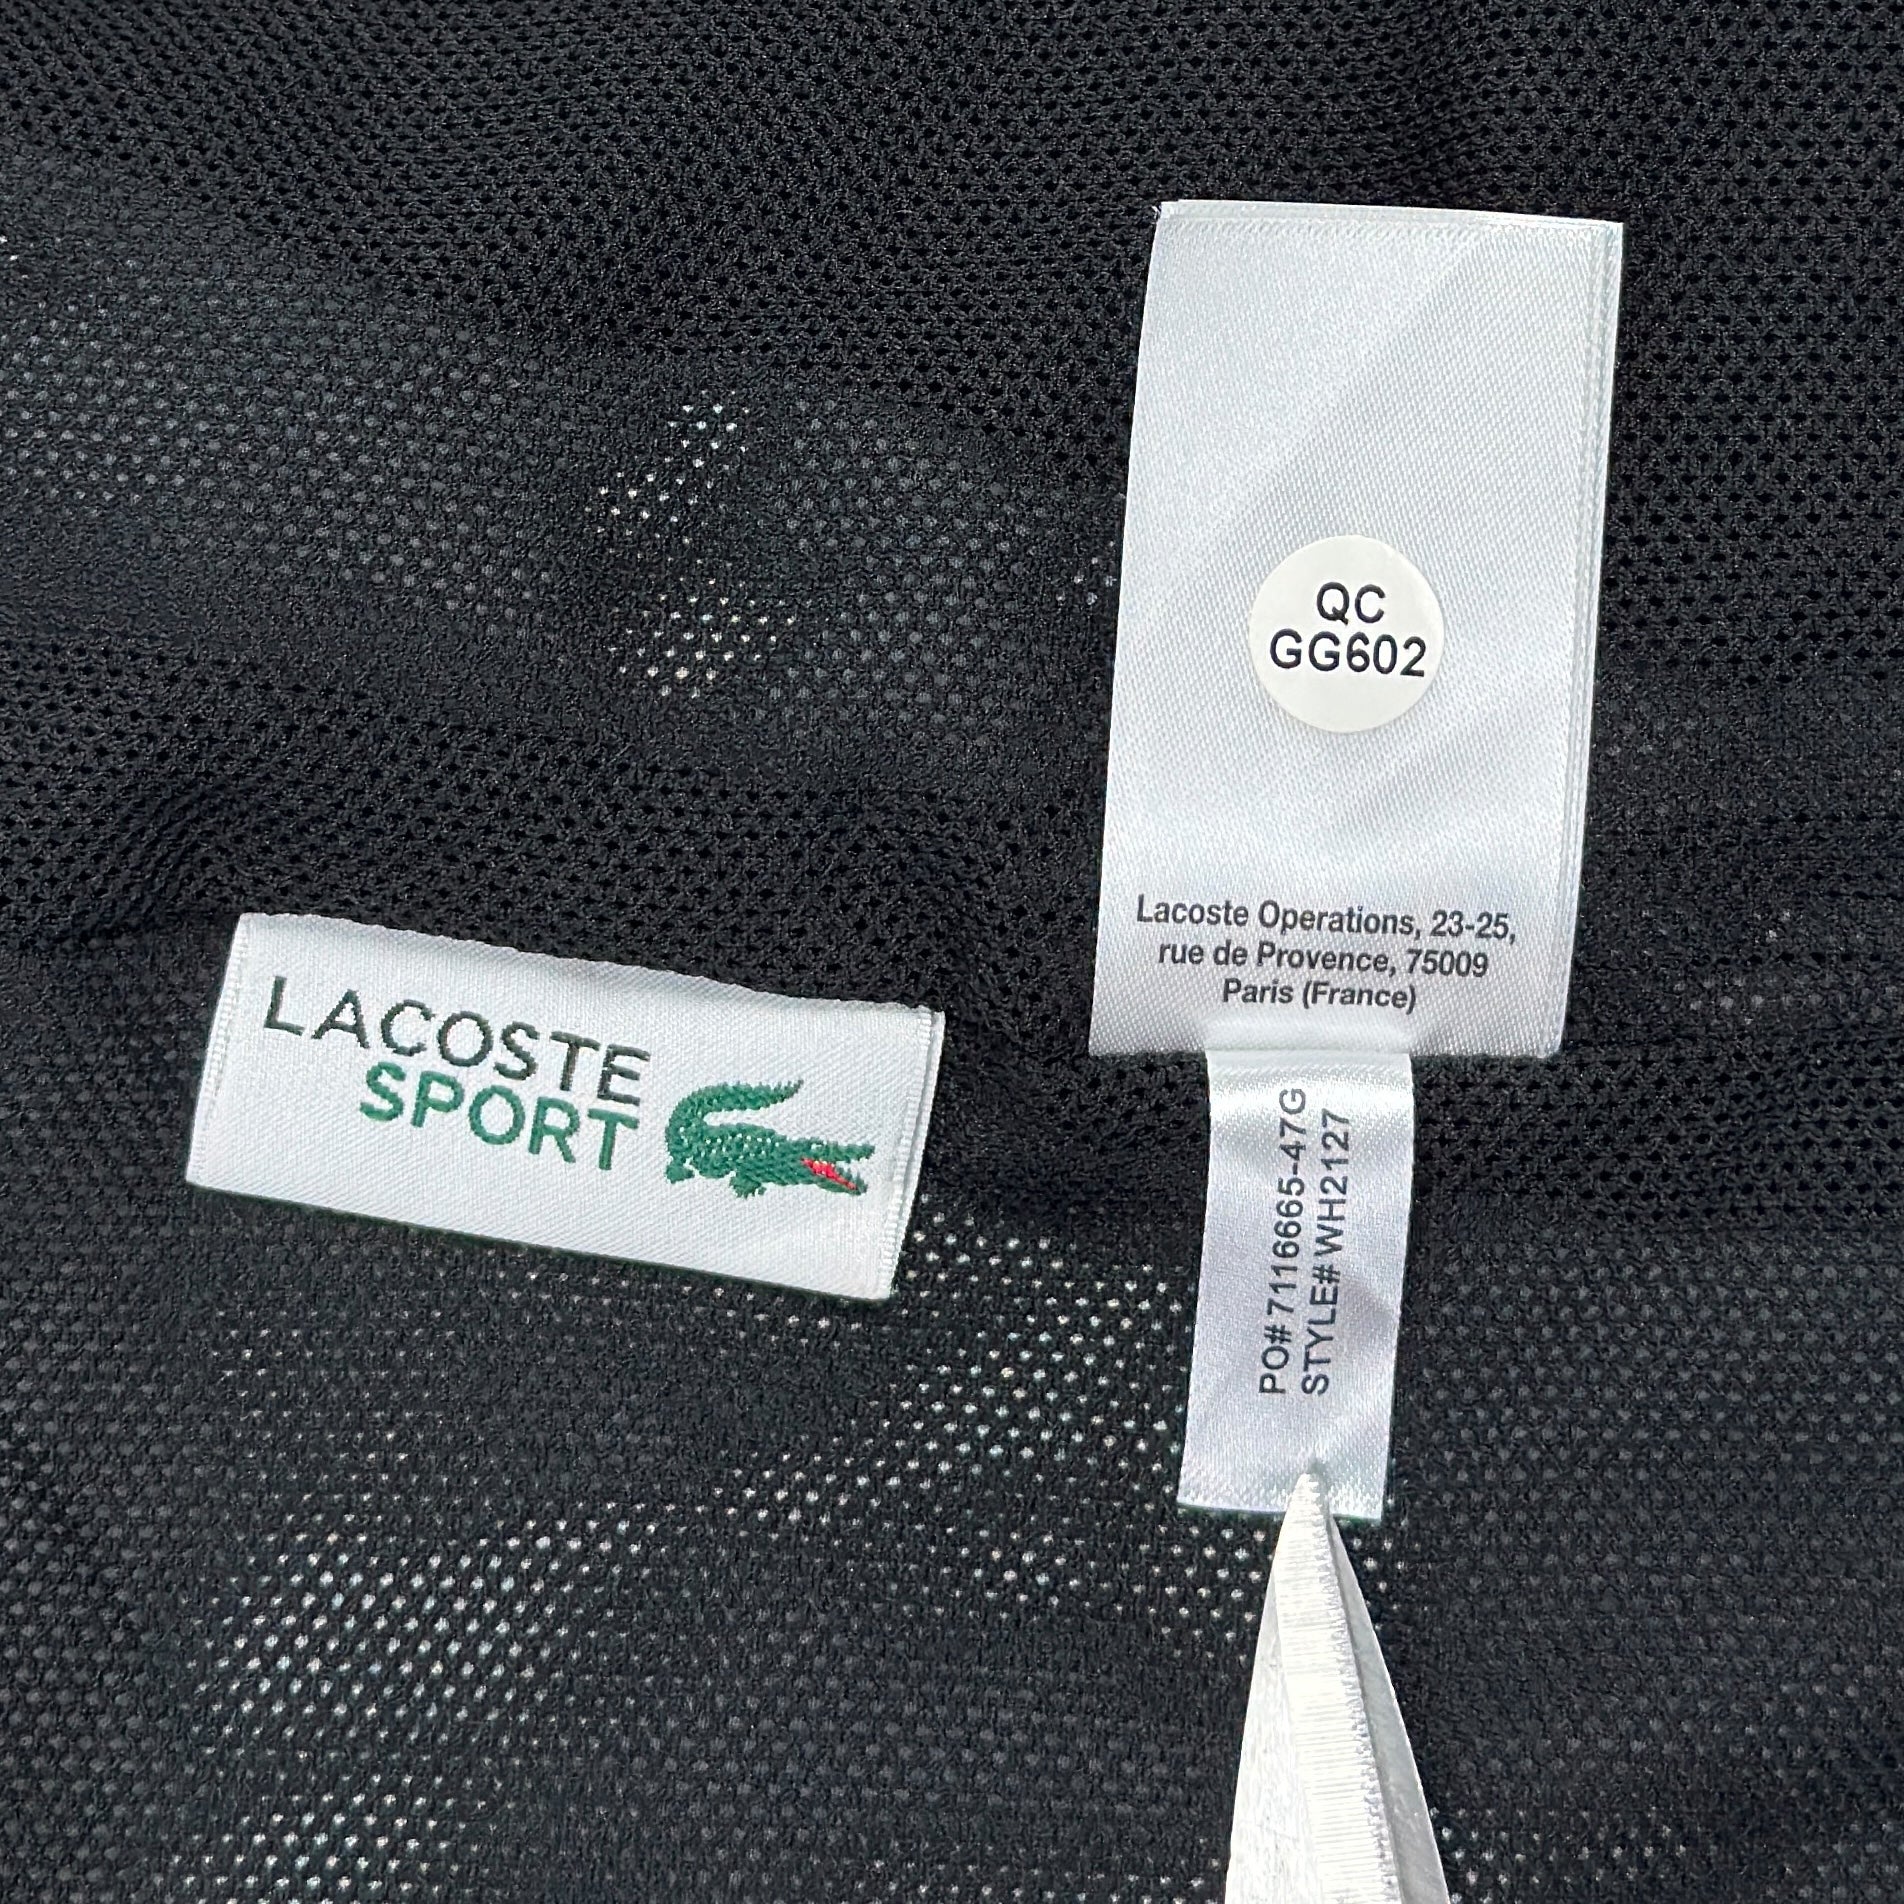 LACOSTE
SPORT
QC
GG602
Lacoste Operations, 23-25,
rue de Provence, 75009
Paris (France)
PO# 7116665-47G
STYLE# WH2127